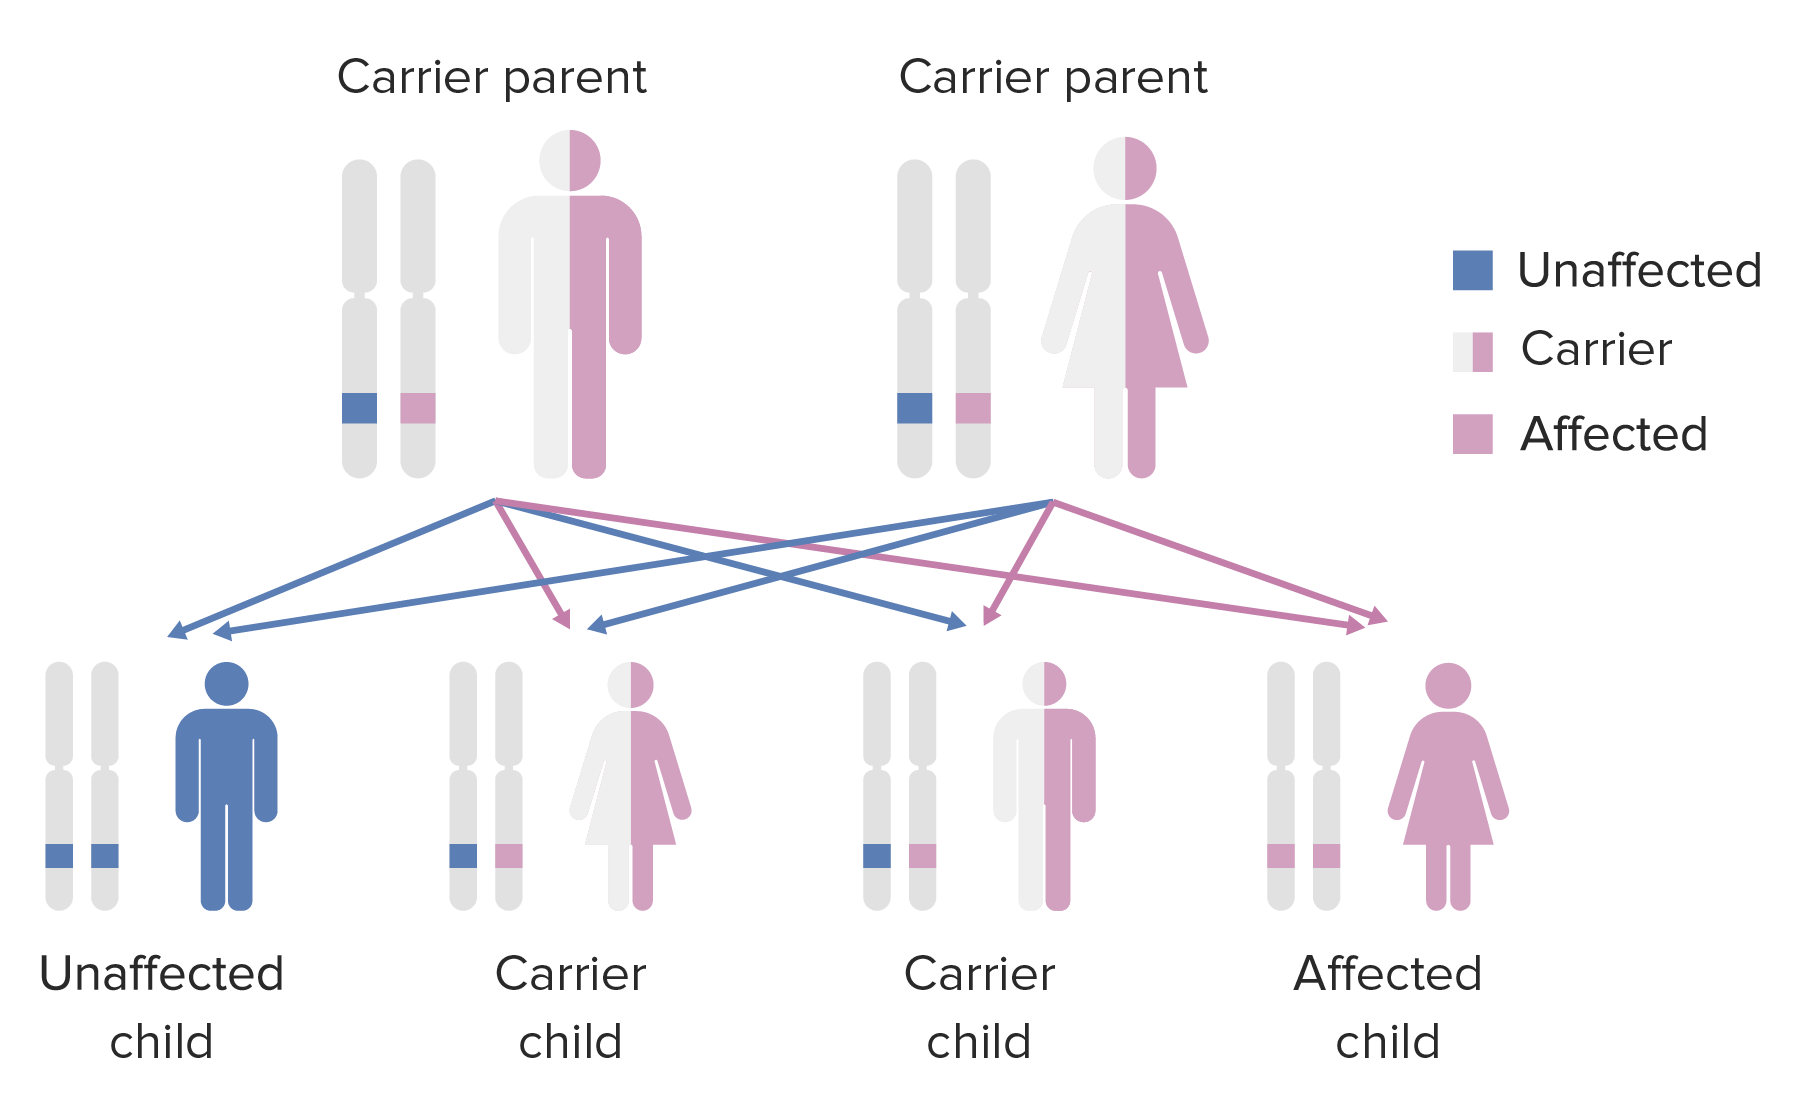 Carrier parent
Carrier parent
Unaffected
Carrier
Affected
Unaffected
child
Carrier
child
Carrier
child
Affected
child